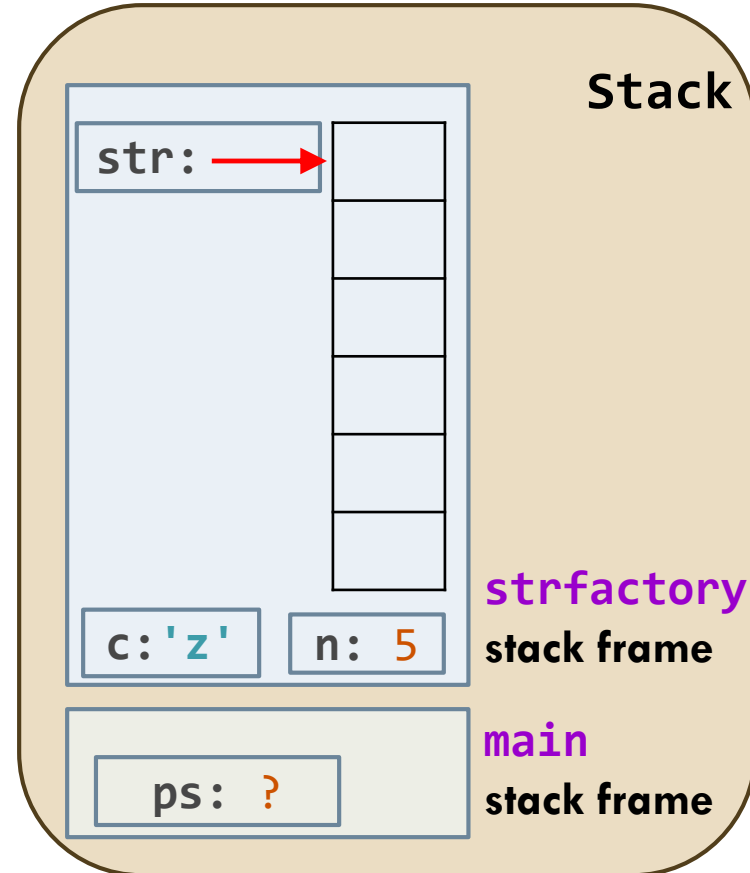 Stack
str:
strfactory
c:'z' n: 5 stack frame
main
ps: ? stack frame